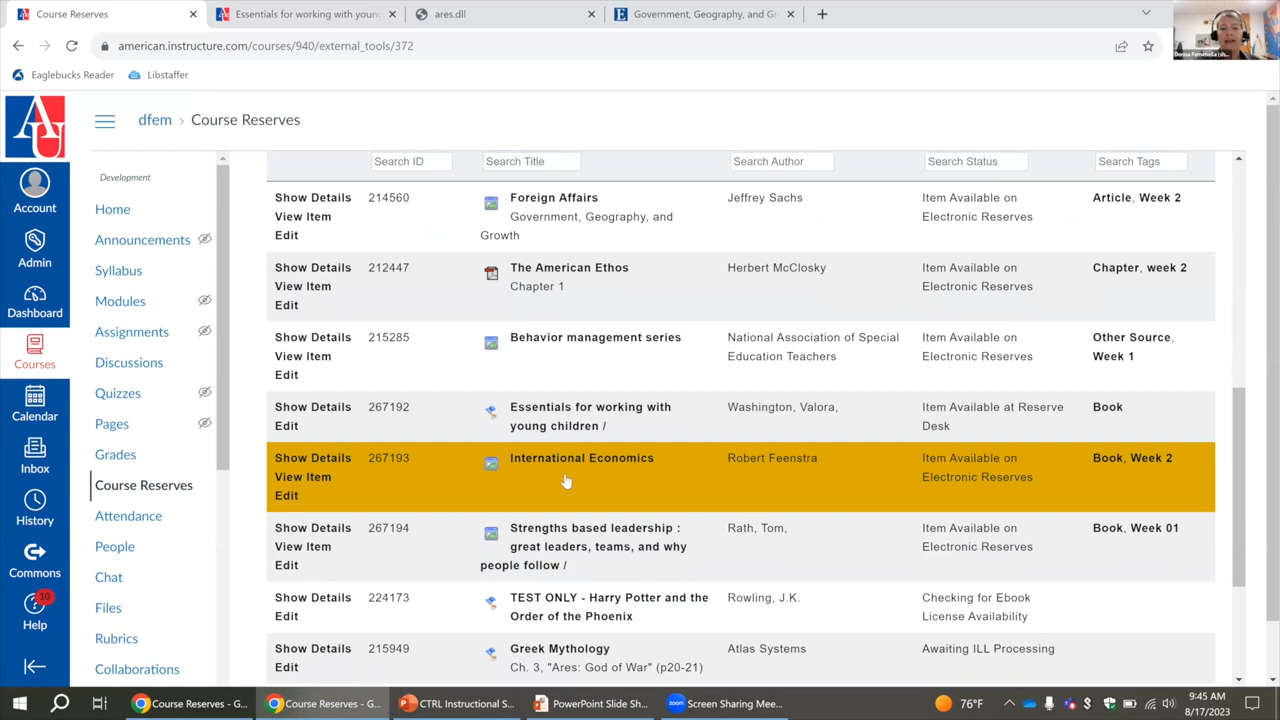 Course Reserves
Essentials for working with youn
ares.dll
Government, Geography, and Gr
american.instructure.com/courses/940/external_tools/372
Eaglebucks Reader
Libstaffer
AU
dfem > Course Reserves
Account
Admin
Dashboard
Courses
Calendar
Inbox
History
Commons
10
Help
Development
Home
Announcements
Syllabus
Modules
Assignments
Discussions
Quizzes
Pages
Grades
Course Reserves
Attendance
People
Chat
Files
Rubrics
Collaborations
Search ID Search Title Search Author Search Status Search Tags
Show Details 214560 Foreign Affairs Jeffrey Sachs Item Available on Article, Week 2
View Item Government, Geography, and Electronic Reserves
Edit Growth
Show Details 212447 The American Ethos Herbert McClosky Item Available on Chapter, week 2
View Item Chapter 1 Electronic Reserves
Edit
Show Details 215285 Behavior management series National Association of Special Item Available on Other Source,
View Item Education Teachers Electronic Reserves Week 1
Edit
Show Details 267192 Essentials for working with Washington, Valora, Item Available at Reserve Book
Edit young children / Desk
Show Details 267193 International Economics Robert Feenstra Item Available on Book, Week 2
View Item Electronic Reserves
Edit
Show Details 267194 Strengths based leadership : Rath, Tom, Item Available on Book, Week 01
View Item great leaders, teams, and why Electronic Reserves
Edit people follow /
Show Details 224173 TEST ONLY - Harry Potter and the Rowling, J.K. Checking for Ebook
Edit Order of the Phoenix License Availability
Show Details 215949 Greek Mythology Atlas Systems Awaiting ILL Processing
Edit Ch. 3, "Ares: God of War" (p20-21)
Course Reserves - G...
Course Reserves - G...
CTRL Instructional S...
PowerPoint Slide Sh...
Screen Sharing Mee...
76°F
9:45 AM
8/17/2023